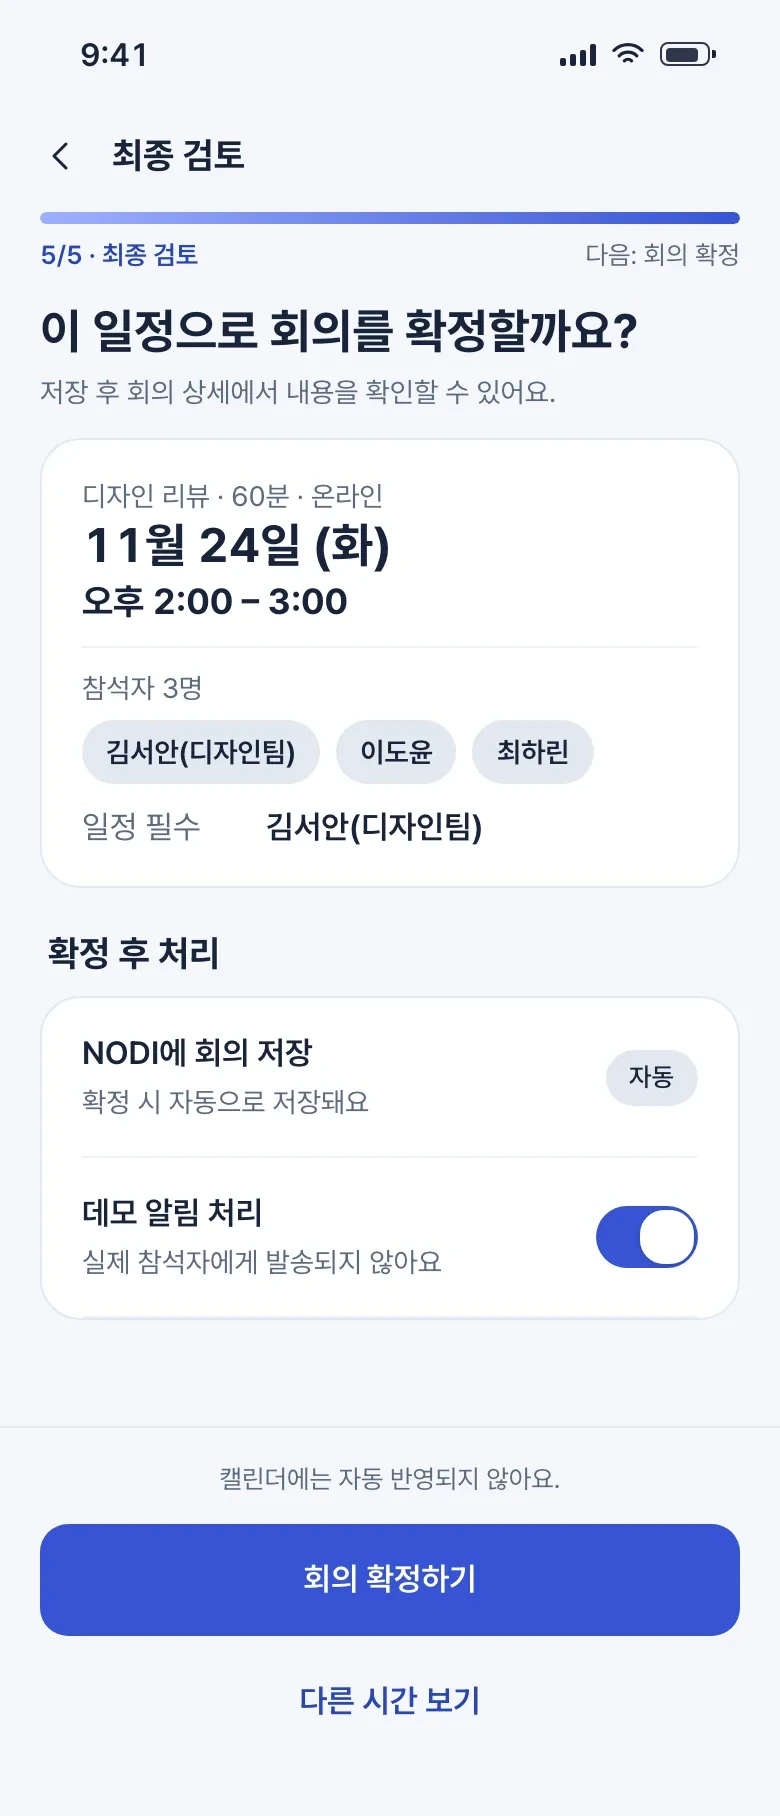 9:41
최종 검토
5/5 · 최종 검토
다음: 회의 확정
이 일정으로 회의를 확정할까요?
저장 후 회의 상세에서 내용을 확인할 수 있어요.
디자인 리뷰 · 60분 · 온라인
11월 24일 (화)
오후 2:00 – 3:00
참석자 3명
김서안(디자인팀) 이도윤 최하린
일정 필수 김서안(디자인팀)
확정 후 처리
NODI에 회의 저장
확정 시 자동으로 저장돼요
자동
데모 알림 처리
실제 참석자에게 발송되지 않아요
캘린더에는 자동 반영되지 않아요.
회의 확정하기
다른 시간 보기